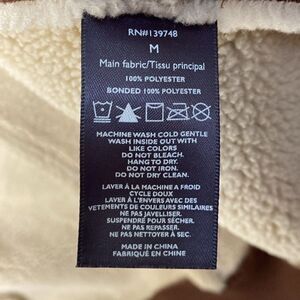 RN#139748
M
Main fabric/Tissu principal
100% POLYESTER
BONDED 100% POLYESTER
MACHINE WASH COLD GENTLE
WASH INSIDE OUT WITH
LIKE COLORS
DO NOT BLEACH.
HANG TO DRY.
DO NOT IRON.
DO NOT DRY CLEAN.
LAVER À LA MACHINE A FROID
CYCLE DOUX
LAVER À L'ENVERS AVEC DES
VETEMENTS DE COULEURS SIMILAIRES
NE PAS JAVELLISER.
SUSPENDRE POUR SÉCHER.
NE PAS REPASSER.
NE PAS NETTOYER À SEC.
MADE IN CHINA
FABRIQUÉ EN CHINE